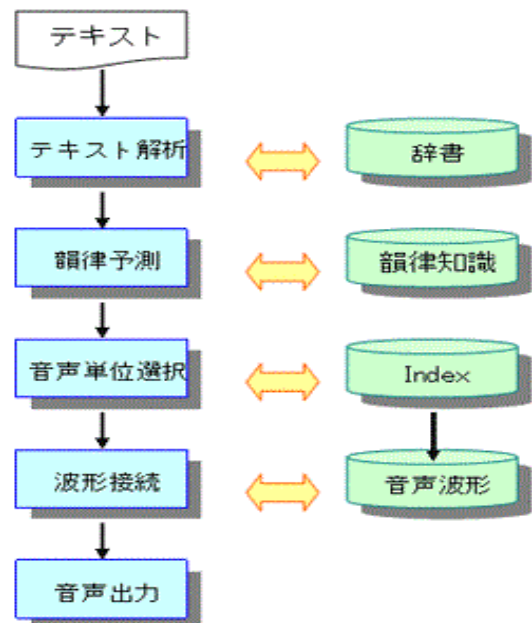 テキスト
テキスト解析
辞書
韻律予測
韻律知識
音声単位選択
Index
波形接続
音声波形
音声出力